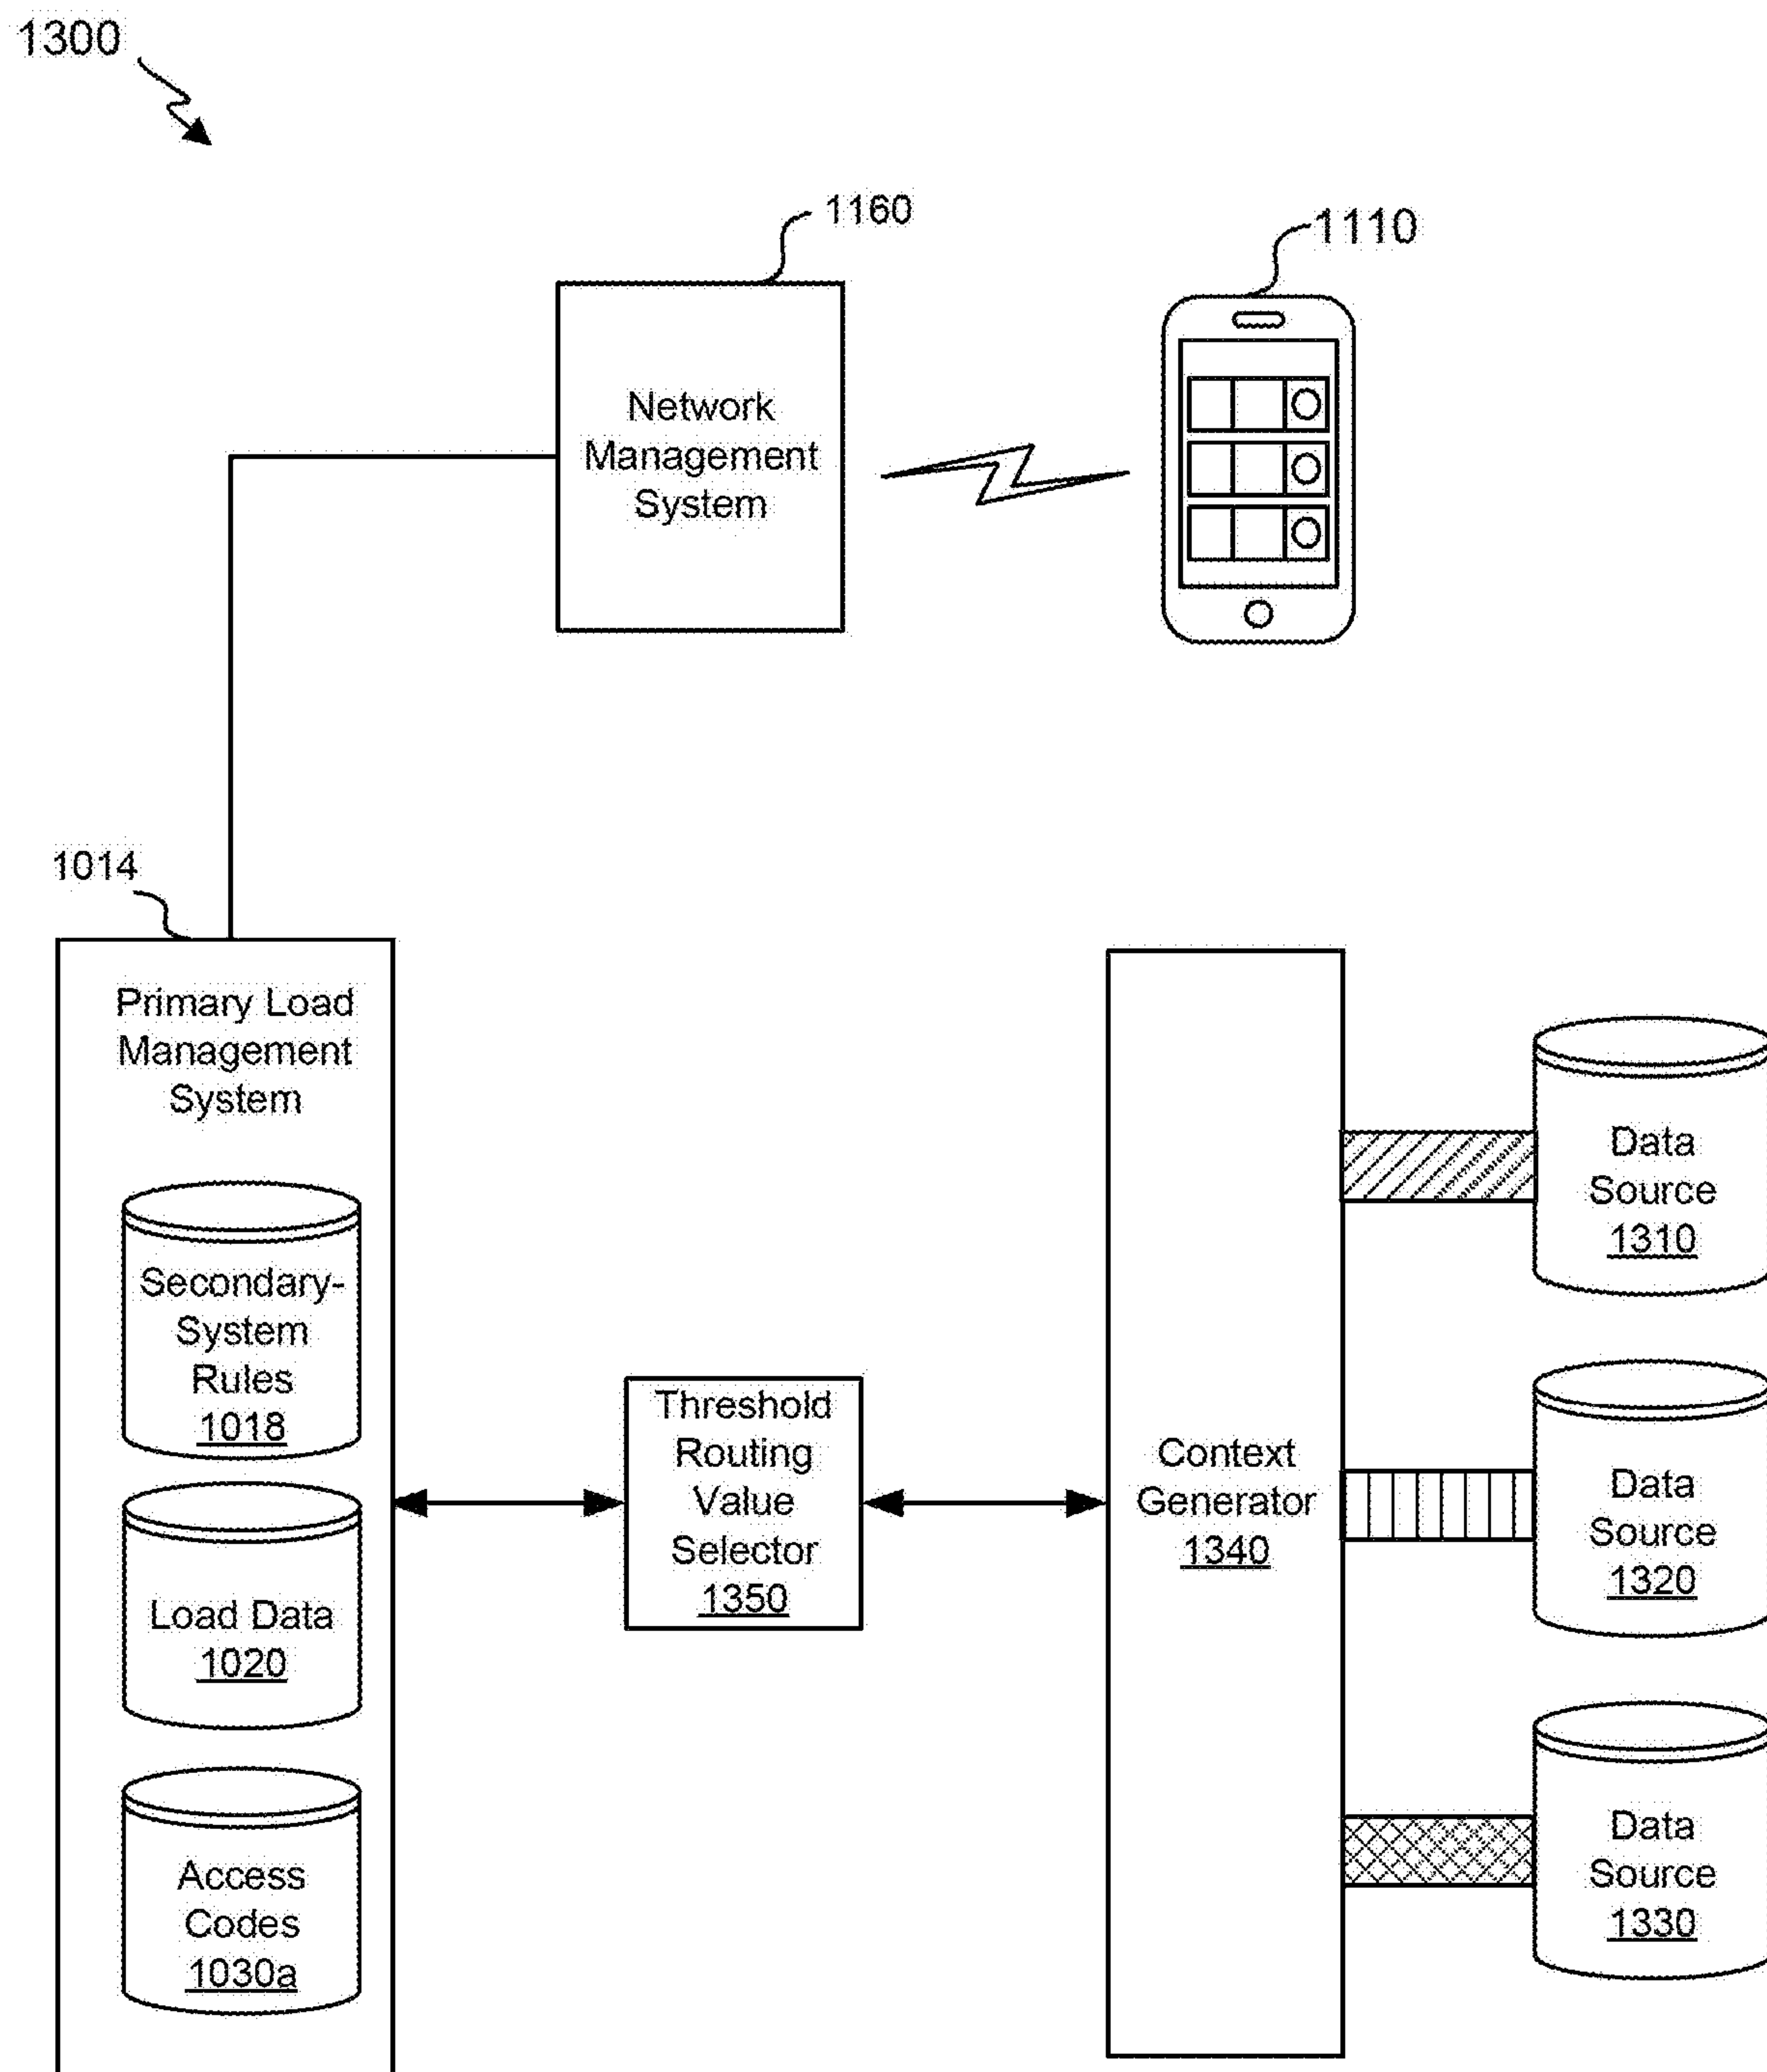 1300
1160
1110
Network
Management
System
1014
Primary Load
Management
System
Secondary-
System
Rules
1018
Load Data
1020
Access
Codes
1030a
Threshold
Routing
Value
Selector
1350
Context
Generator
1340
Data
Source
1310
Data
Source
1320
Data
Source
1330